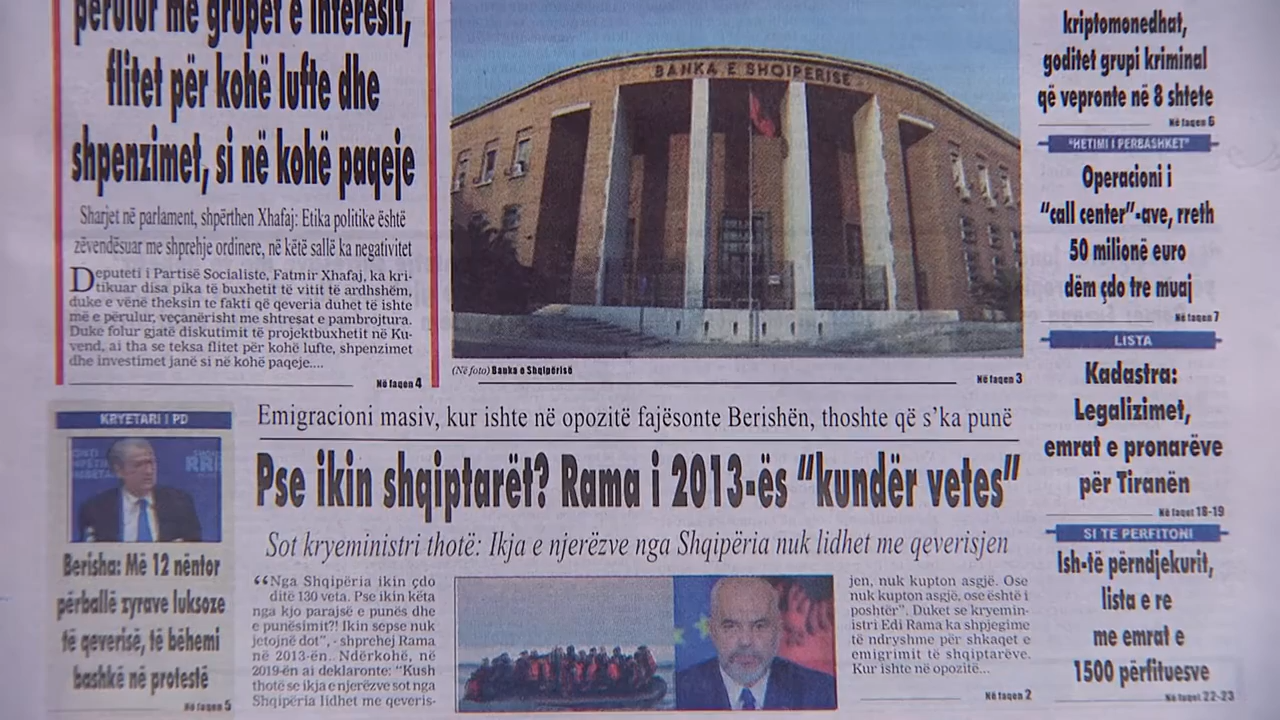 përulur me grupet e interesit,
flitet për kohë lufte dhe
shpenzimet, si në kohë paqeje
Sharjet në parlament, shpërthen Xhafaj: Etika politike është
zëvendësuar me shprehje ordinere, në këtë sallë ka negativitet
Deputeti i Partisë Socialiste, Fatmir Xhafaj, ka kri-
tikuar disa pika të buxhetit të vitit të ardhshëm,
duke e vënë theksin te fakti që qeveria duhet të ishte
më e përulur, veçanërisht me shtresat e pambrojtura.
Duke folur gjatë diskutimit të projektbuxhetit në Ku-
vend, ai tha se teksa flitet për kohë lufte, shpenzimet
dhe investimet janë si në kohë paqeje....
Në faqen 4
BANKA E SHQIPERISE
(Në foto) Banka e Shqipërisë
Në faqen 3
kriptomonedhat,
goditet grupi kriminal
që vepronte në 8 shtete
Në faqen 6
"HETIMI I PERBASHKET"
Operacioni i
"call center"-ave, rreth
50 milionë euro
dëm çdo tre muaj
Në faqen 7
LISTA
Kadastra:
Legalizimet,
emrat e pronarëve
për Tiranën
Në faqet 18-19
SI TE PERFITONI
Ish-të përndjekurit,
lista e re
me emrat e
1500 përfituesve
Në faqet 22-23
KRYETARI I PD
Berisha: Më 12 nëntor
përballë zyrave luksoze
të qeverisë, të bëhemi
bashkë në protestë
Në faqen 5
Emigracioni masiv, kur ishte në opozitë fajësonte Berishën, thoshte që s'ka punë
Pse ikin shqiptarët? Rama i 2013-ës "kundër vetes"
Sot kryeministri thotë: Ikja e njerëzve nga Shqipëria nuk lidhet me qeverisjen
“Nga Shqipëria ikin çdo
ditë 130 veta. Pse ikin këta
nga kjo parajsë e punës dhe
e punësimit?! Ikin sepse nuk
jetojnë dot", - shprehej Rama
në 2013-ën.. Ndërkohë, në
2019-ën ai deklaronte: "Kush
thotë se ikja e njerëzve sot nga
Shqipëria lidhet me qeveris-
jen, nuk kupton asgjë. Ose
nuk kupton asgjë, ose është i
poshtër". Duket se kryemin-
istri Edi Rama ka shpjegime
të ndryshme për shkaqet e
emigrimit të shqiptarëve.
Kur ishte në opozitë...
Në faqen 2